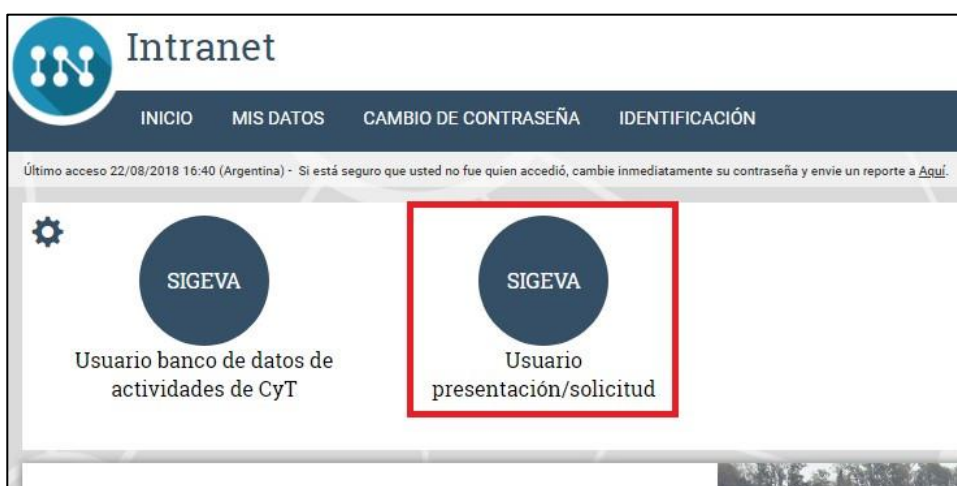 IN
Intranet
INICIO MIS DATOS CAMBIO DE CONTRASEÑA IDENTIFICACIÓN
Último acceso 22/08/2018 16:40 (Argentina) - Si está seguro que usted no fue quien accedió, cambie inmediatamente su contraseña y envie un reporte a Aquí.
SIGEVA
Usuario banco de datos de
actividades de CyT
SIGEVA
Usuario
presentación/solicitud